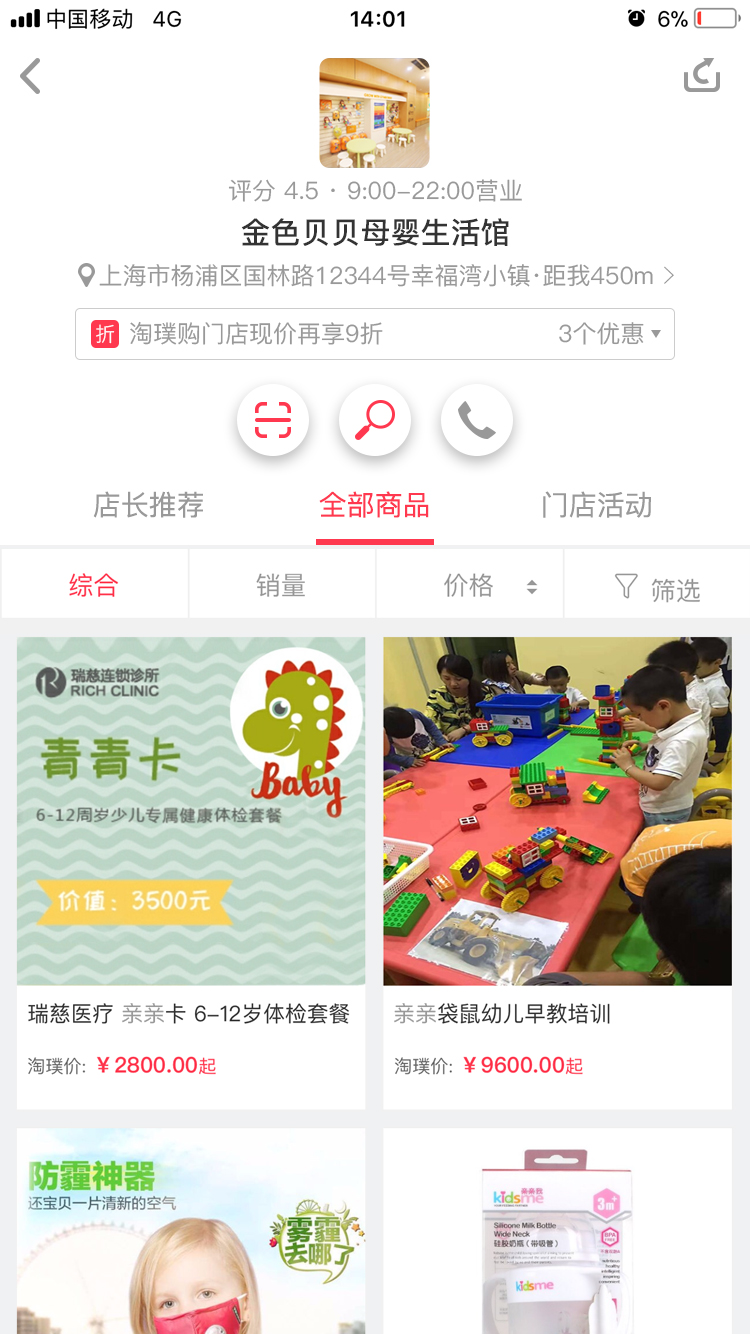 中国移动 4G 14:01 6%
评分 4.5 · 9:00-22:00营业
金色贝贝母婴生活馆
上海市杨浦区国林路12344号幸福湾小镇·距我450m
折 淘璞购门店现价再享9折 3个优惠
店长推荐 全部商品 门店活动
综合 销量 价格 筛选
瑞慈连锁诊所
RICH CLINIC
青青卡
Baby
6-12周岁少儿专属健康体检套餐
价值：3500元
瑞慈医疗 亲亲卡 6-12岁体检套餐
淘璞价: ¥2800.00起
亲亲袋鼠幼儿早教培训
淘璞价: ¥9600.00起
防霾神器
还宝贝一片清新的空气
雾霾
去哪了
kidsme
3m+
Silicone Milk Bottle
Wide Neck
硅胶奶瓶（带吸管）
BPA
FREE
kidsme